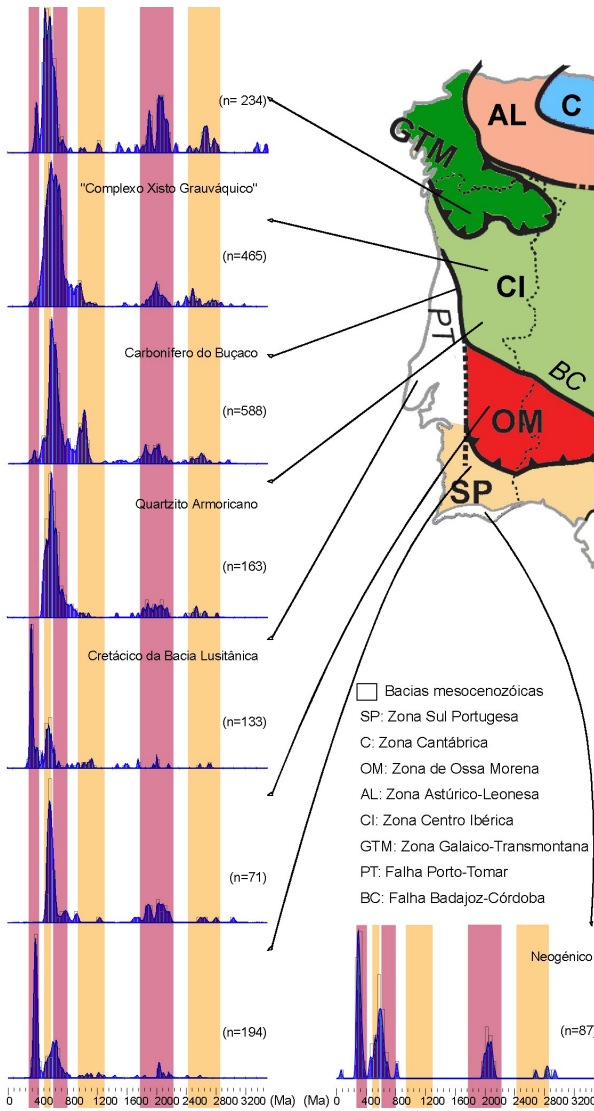 (n= 234)
"Complexo Xisto Grauváquico"
(n=465)
Carbonífero do Buçaco
(n=588)
Quartzito Armoricano
(n=163)
Cretácico da Bacia Lusitânica
(n=133)
(n=71)
(n=194)
0 400 800 1200 1600 2000 2400 2800 3200 (Ma)
AL
C
GTM
CI
PT
BC
OM
SP
Bacias mesocenozóicas
SP: Zona Sul Portugesa
C: Zona Cantábrica
OM: Zona de Ossa Morena
AL: Zona Astúrico-Leonesa
CI: Zona Centro Ibérica
GTM: Zona Galaico-Transmontana
PT: Falha Porto-Tomar
BC: Falha Badajoz-Córdoba
Neogénico
(n=87)
(Ma) 0 400 800 1200 1600 2000 2400 2800 3200